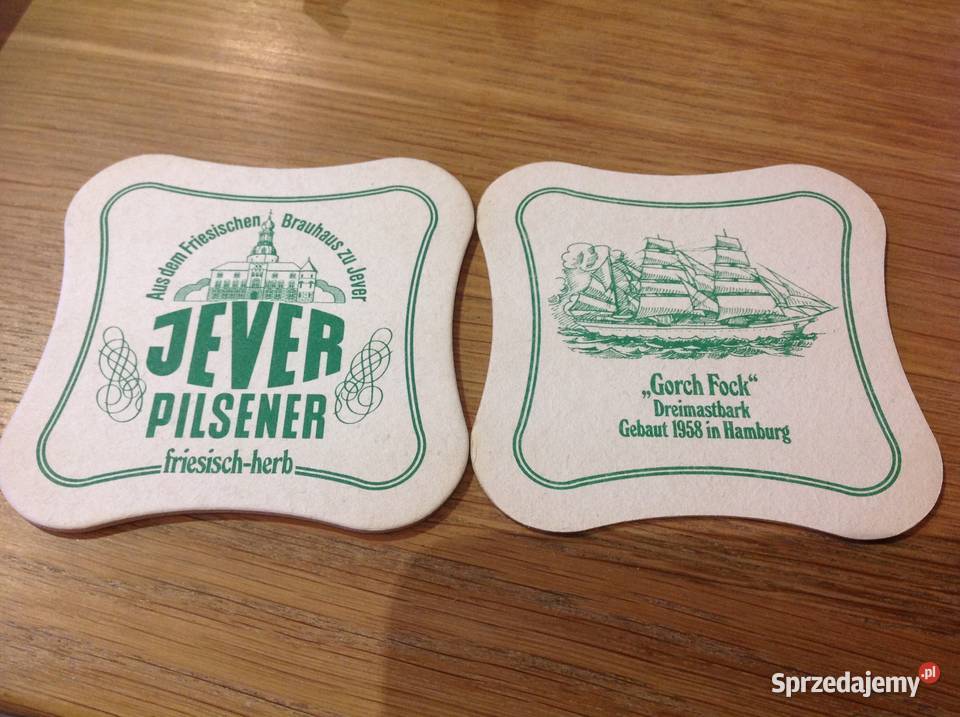 Aus dem Friesischen Brauhaus zu Jever
JEVER
PILSENER
friesisch-herb
„Gorch Fock“
Dreimastbark
Gebaut 1958 in Hamburg
Sprzedajemy.pl